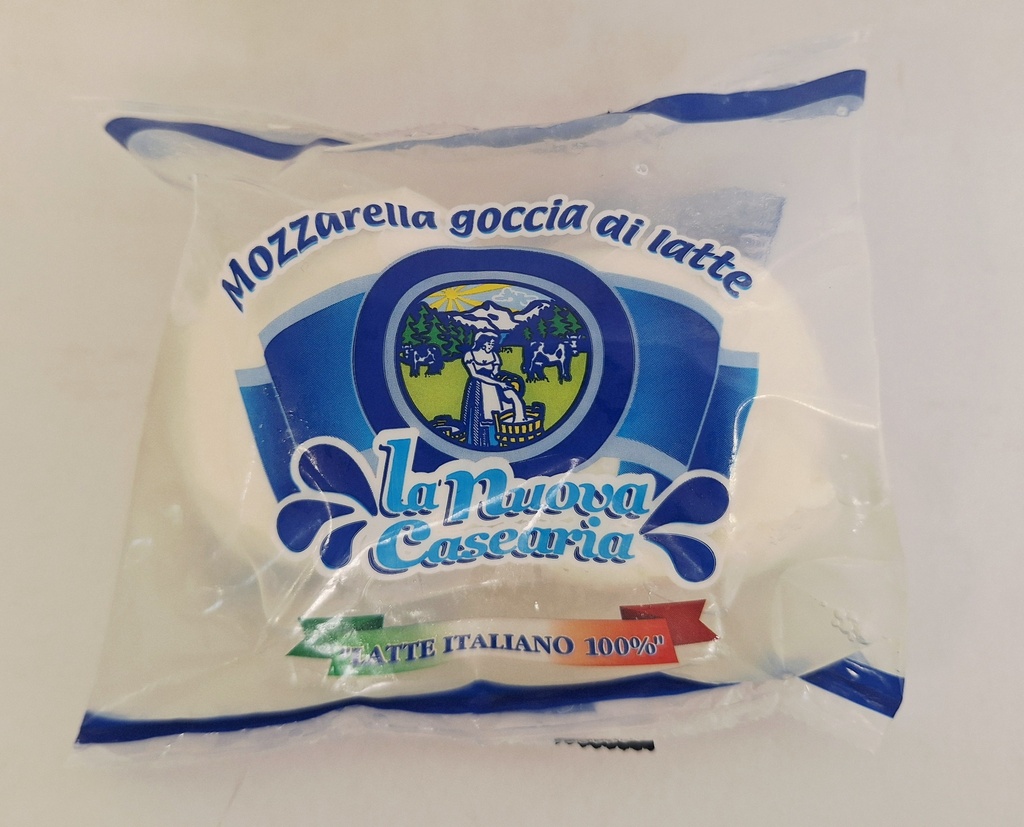 Mozzarella goccia di latte
la nuova
Casearia
"LATTE ITALIANO 100%"